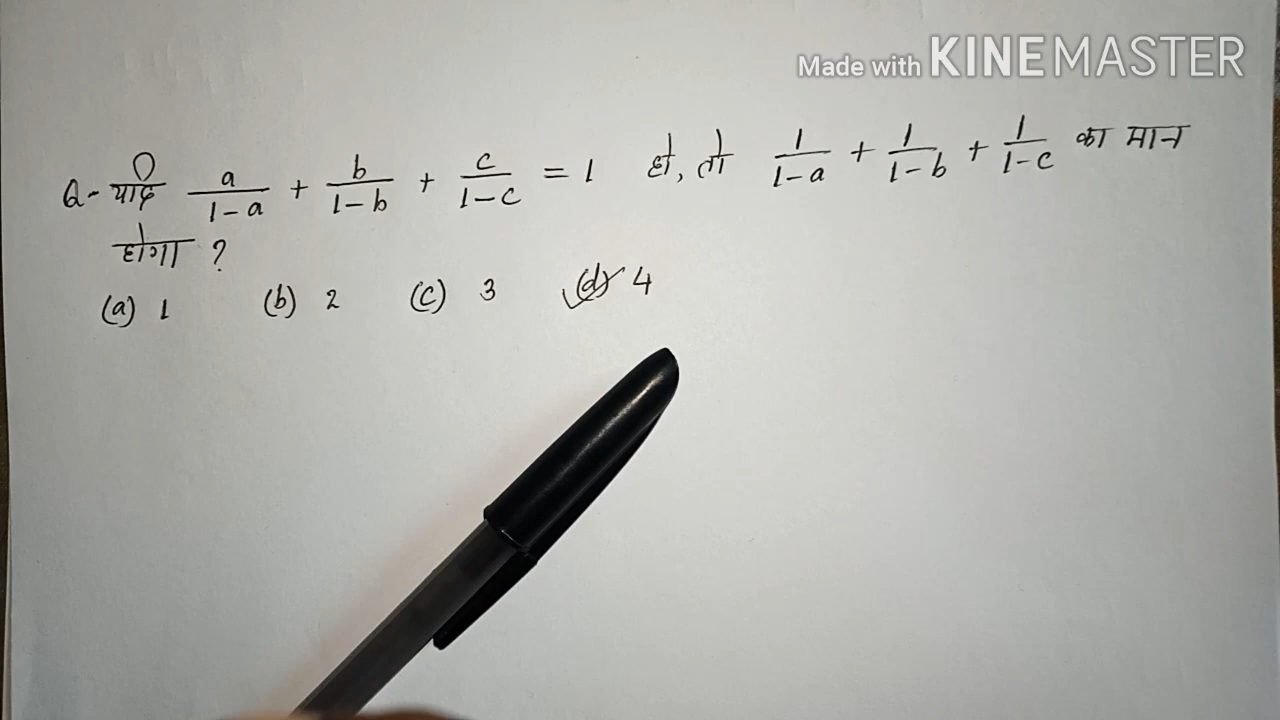 Made with KINEMASTER
Q- यदि a/(1-a) + b/(1-b) + c/(1-c) = 1 हो, तो 1/(1-a) + 1/(1-b) + 1/(1-c) का मान
होगा ?
(a) 1 (b) 2 (c) 3 (d) 4